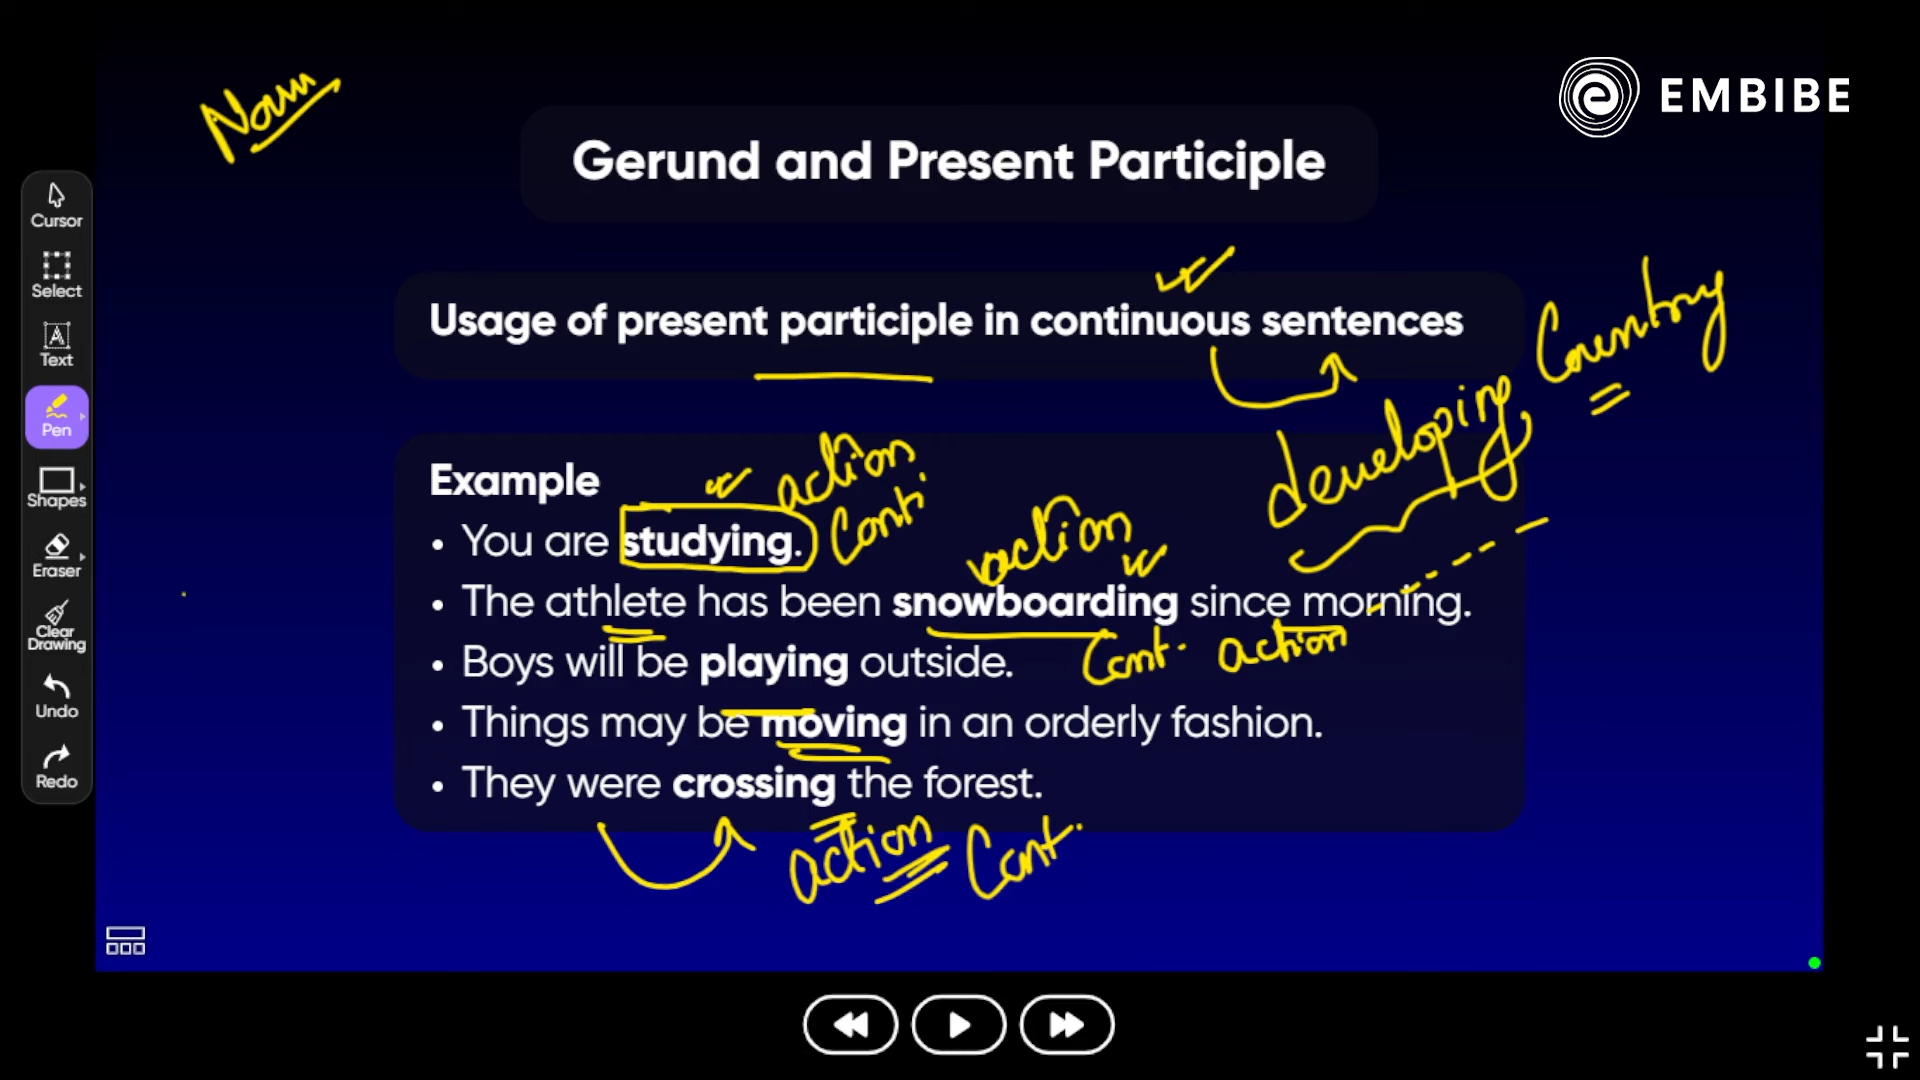 Noun
EMBIBE
Gerund and Present Participle
Cursor
Select
Text
Pen
Shapes
Eraser
Clear
Drawing
Undo
Redo
Usage of present participle in continuous sentences
developing Country
Example
action
Conti
• You are studying.
action
• The athlete has been snowboarding since morning.
Cont. action
• Boys will be playing outside.
• Things may be moving in an orderly fashion.
• They were crossing the forest.
action Cont.